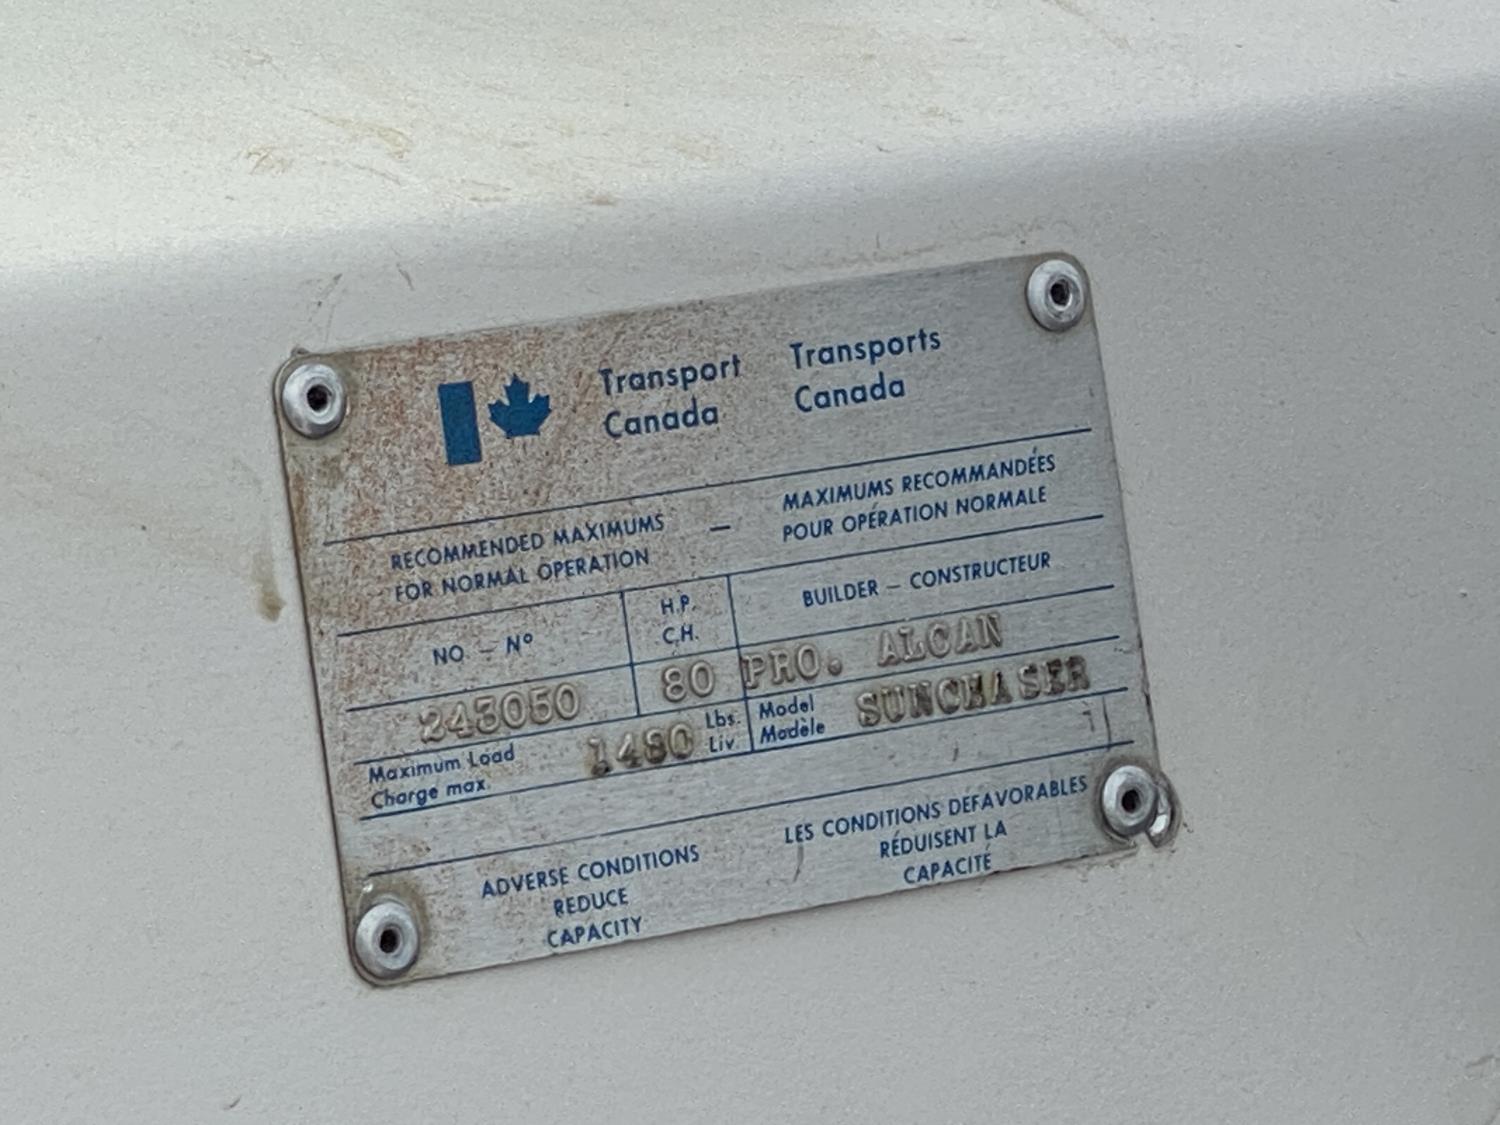 Transport Canada
Transports Canada
RECOMMENDED MAXIMUMS
FOR NORMAL OPERATION
—
MAXIMUMS RECOMMANDÉES
POUR OPÉRATION NORMALE
NO – Nº
H.P.
C.H.
BUILDER – CONSTRUCTEUR
243050
80
PRO. ALCAN
Maximum Load
Charge max.
1480
Lbs.
Liv.
Model
Modèle
SUNCHASER
ADVERSE CONDITIONS
REDUCE
CAPACITY
LES CONDITIONS DEFAVORABLES
RÉDUISENT LA
CAPACITÉ